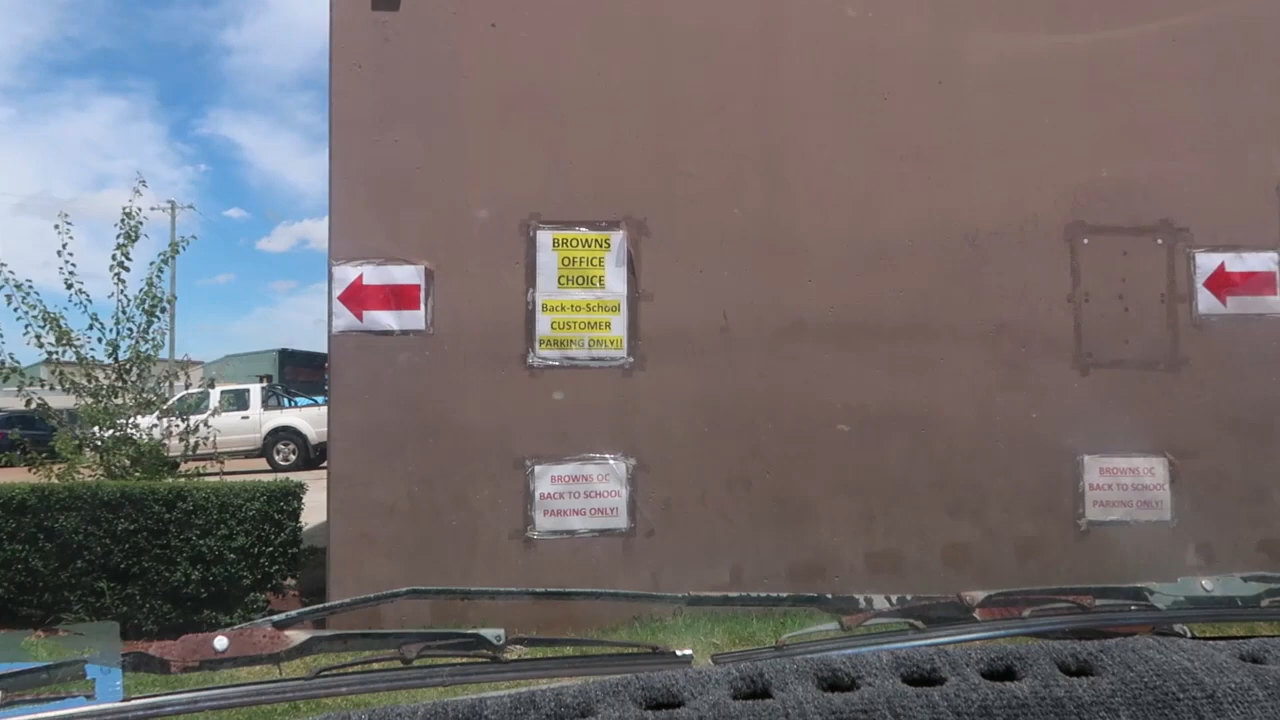 BROWNS
OFFICE
CHOICE
Back-to-School
CUSTOMER
PARKING ONLY!!
BROWNS OC
BACK TO SCHOOL
PARKING ONLY!
BROWNS OC
BACK TO SCHOOL
PARKING ONLY!